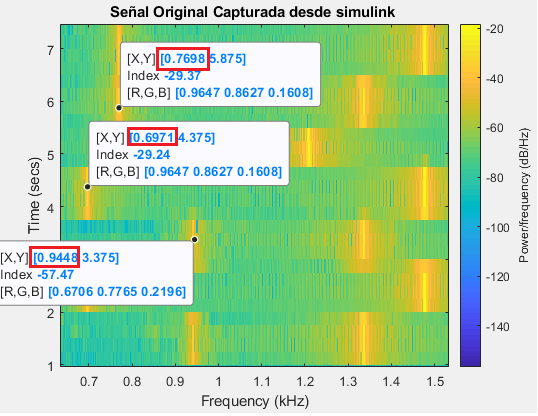 Señal Original Capturada desde simulink
7
6
5
4
2
1
Time (secs)
[X,Y] [0.7698 5.875]
Index -29.37
[R,G,B] [0.9647 0.8627 0.1608]
[X,Y] [0.6971 4.375]
Index -29.24
[R,G,B] [0.9647 0.8627 0.1608]
[X,Y] [0.9448 3.375]
Index -57.47
[R,G,B] [0.6706 0.7765 0.2196]
0.7 0.8 0.9 1 1.1 1.2 1.3 1.4 1.5
Frequency (kHz)
-20
-40
-60
-80
-100
-120
-140
Power/frequency (dB/Hz)